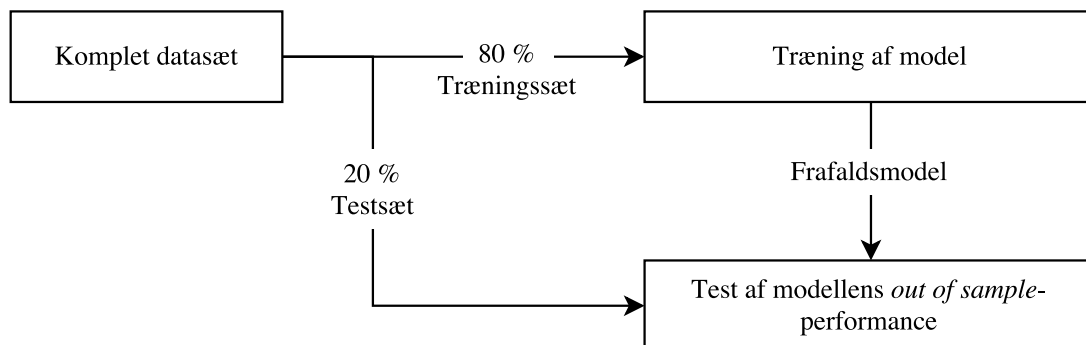 Komplet datasæt
80 %
Træningssæt
Træning af model
20 %
Testsæt
Frafaldsmodel
Test af modellens out of sample-
performance